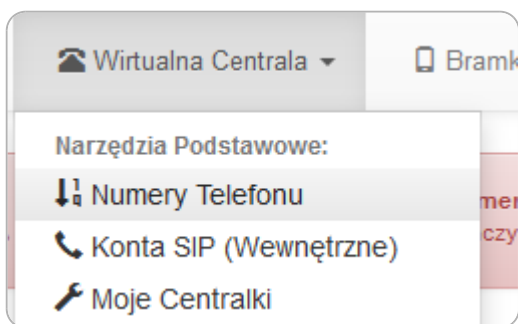 Wirtualna Centrala
Narzędzia Podstawowe:
Numery Telefonu
Konta SIP (Wewnętrzne)
Moje Centralki